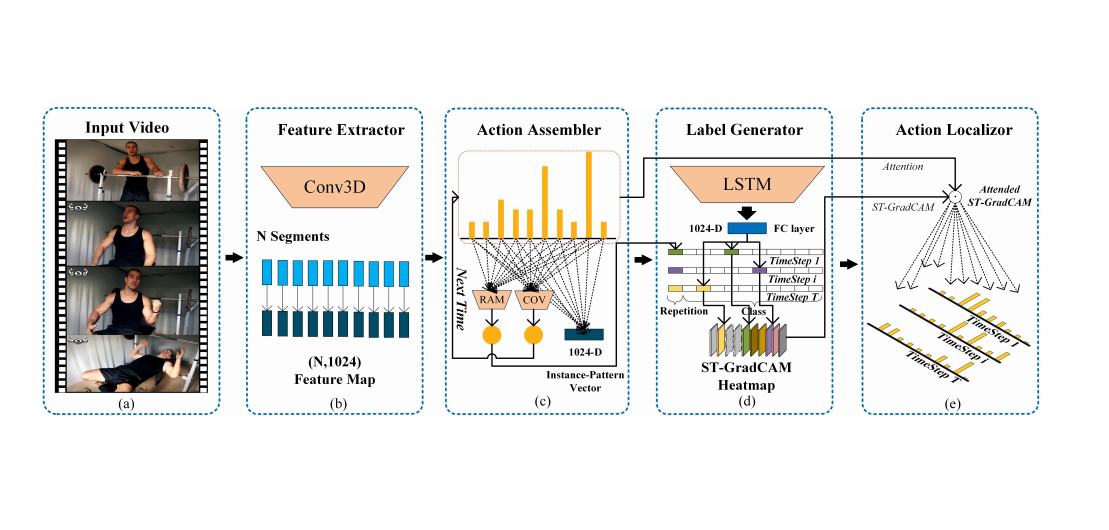 Input Video
(a)
Feature Extractor
Conv3D
N Segments
(N,1024)
Feature Map
(b)
Action Assembler
Next Time
RAM
COV
1024-D
Instance-Pattern
Vector
(c)
Label Generator
LSTM
1024-D
FC layer
TimeStep 1
TimeStep i
TimeStep T
Repetition
Class
ST-GradCAM
Heatmap
(d)
Action Localizor
Attention
ST-GradCAM
Attended
ST-GradCAM
TimeStep 1
TimeStep i
TimeStep T
(e)